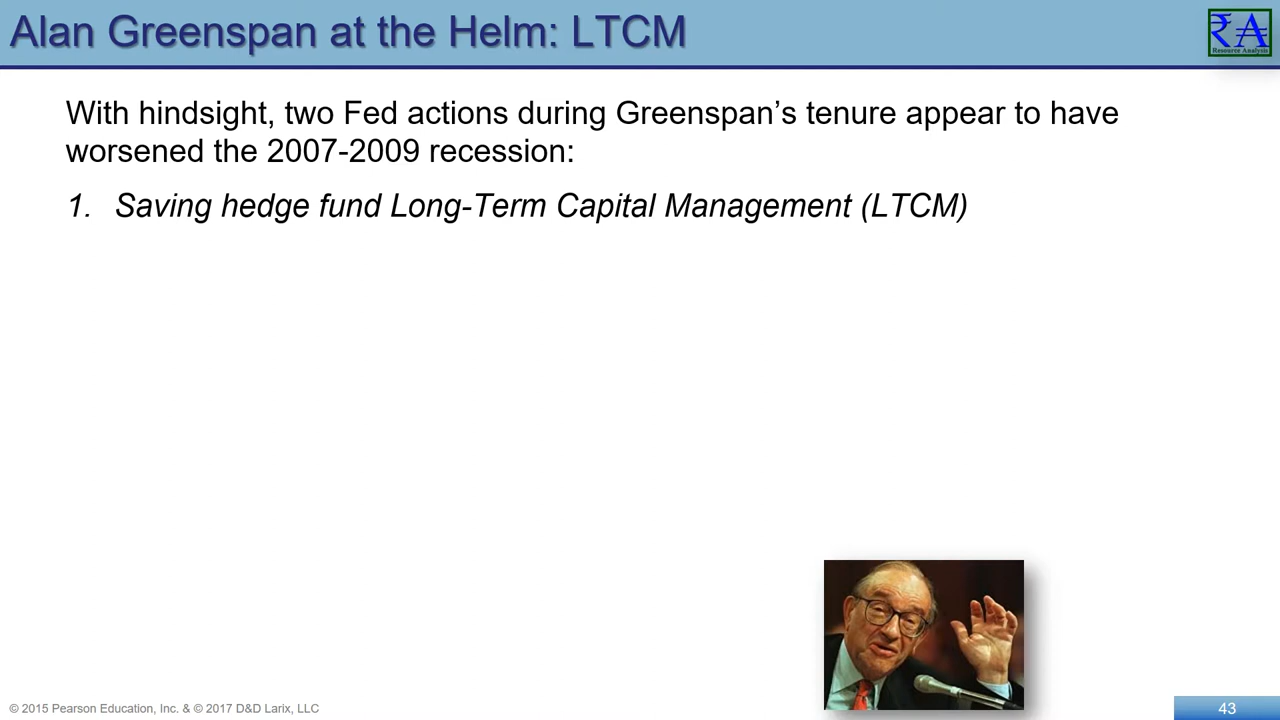 Alan Greenspan at the Helm: LTCM
₹A
Resource Analysis
With hindsight, two Fed actions during Greenspan’s tenure appear to have
worsened the 2007-2009 recession:
1. Saving hedge fund Long-Term Capital Management (LTCM)
© 2015 Pearson Education, Inc. & © 2017 D&D Larix, LLC
43